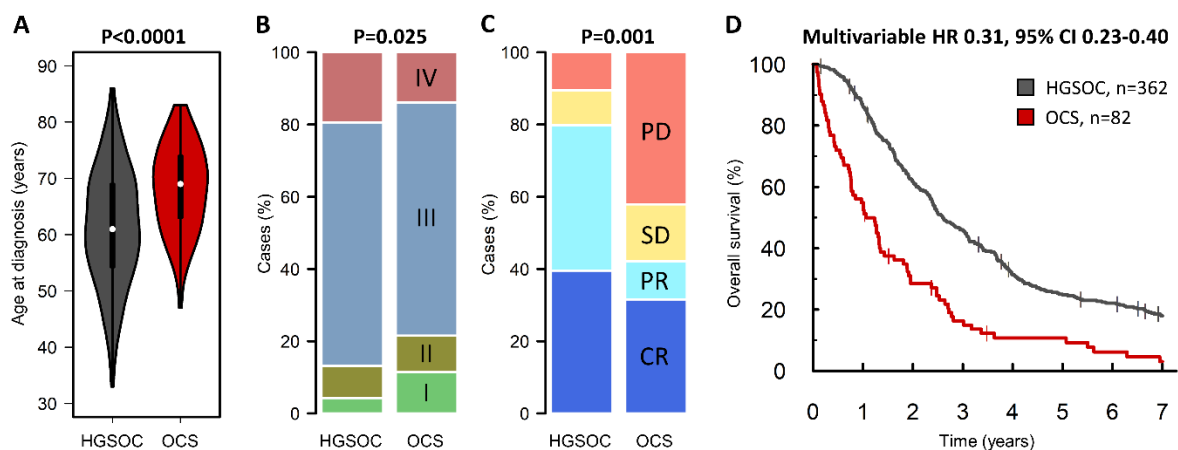 A
P<0.0001
Age at diagnosis (years)
90
80
70
60
50
40
30
HGSOC
OCS
B
P=0.025
Cases (%)
100
80
60
40
20
0
IV
III
II
I
HGSOC
OCS
C
P=0.001
Cases (%)
100
80
60
40
20
0
PD
SD
PR
CR
HGSOC
OCS
D
Multivariable HR 0.31, 95% CI 0.23-0.40
HGSOC, n=362
OCS, n=82
Overall survival (%)
100
80
60
40
20
0
0 1 2 3 4 5 6 7
Time (years)